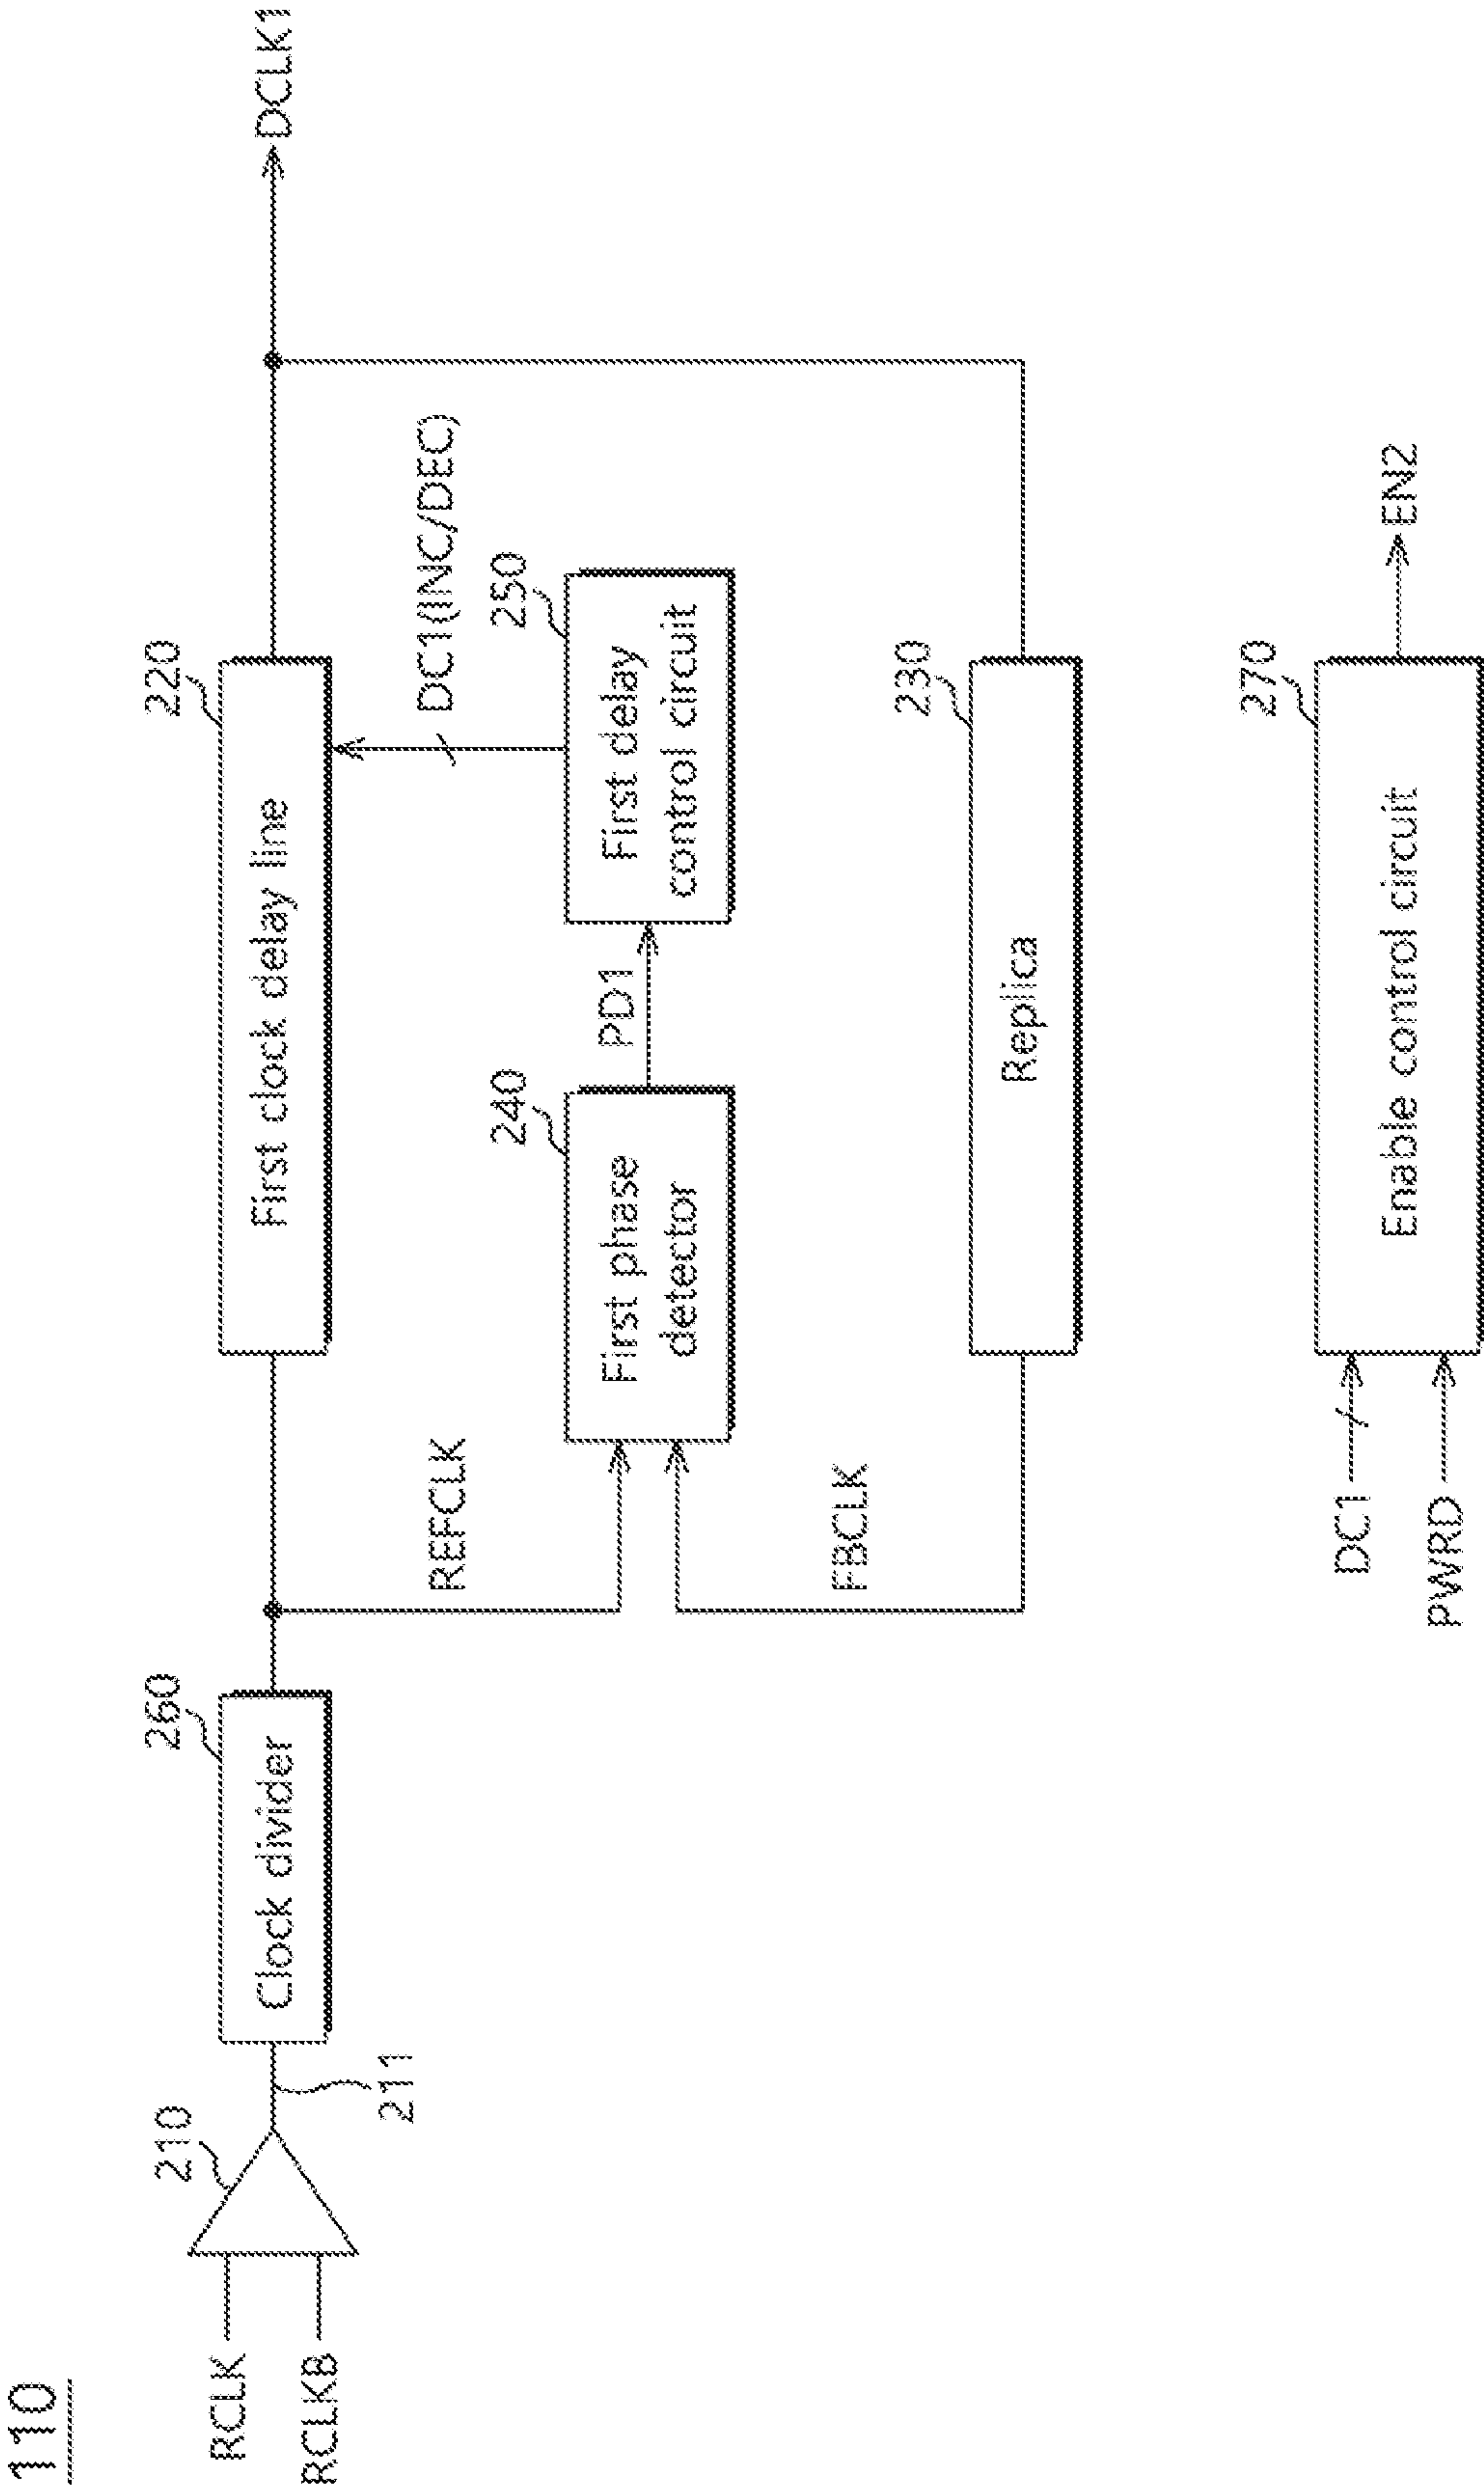 110
RCLK
RCLKB
210
211
260
Clock divider
REFCLK
FBCLK
220
First clock delay line
240
First phase
detector
PD1
250
First delay
control circuit
DC1(INC/DEC)
DCLK1
230
Replica
270
Enable control circuit
DC1
PWRD
EN2